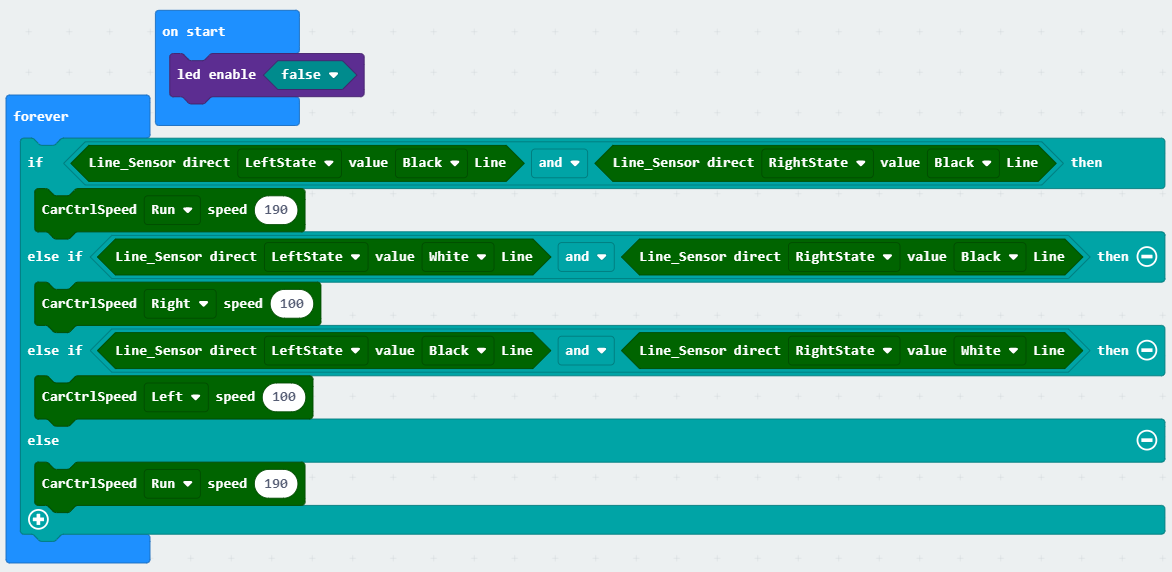 on start
led enable false
forever
if Line_Sensor direct LeftState value Black Line and Line_Sensor direct RightState value Black Line then
CarCtrlSpeed Run speed 190
else if Line_Sensor direct LeftState value White Line and Line_Sensor direct RightState value Black Line then
CarCtrlSpeed Right speed 100
else if Line_Sensor direct LeftState value Black Line and Line_Sensor direct RightState value White Line then
CarCtrlSpeed Left speed 100
else
CarCtrlSpeed Run speed 190